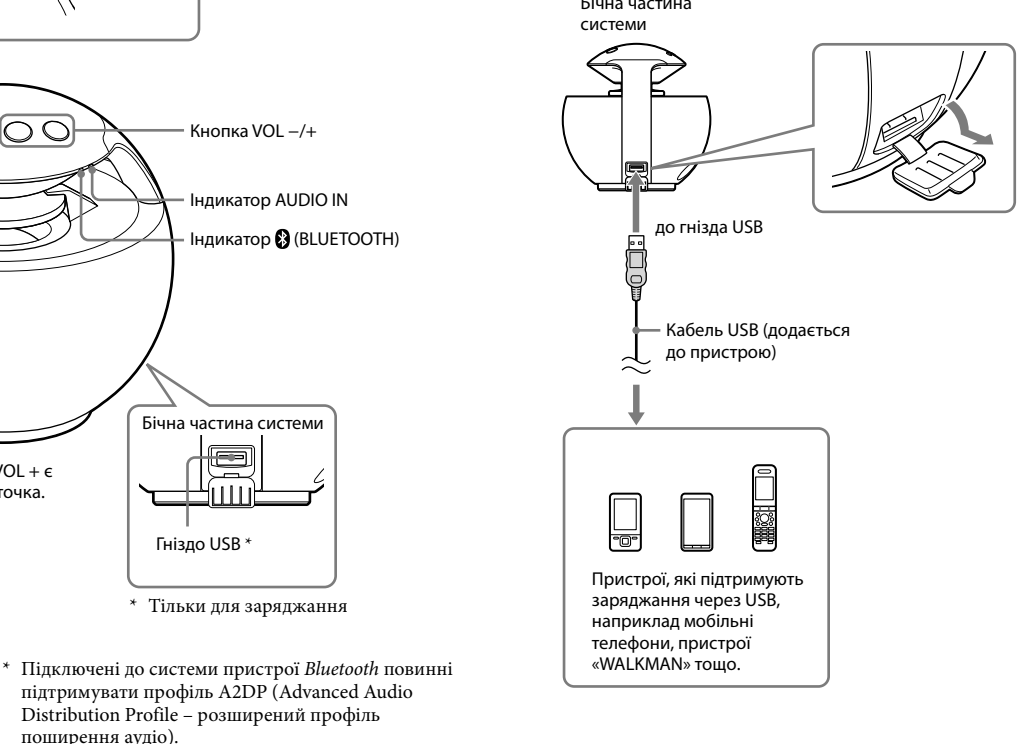 Кнопка VOL –/+
Індикатор AUDIO IN
Індикатор (BLUETOOTH)
VOL + є
точка.
Бічна частина системи
Гніздо USB *
* Тільки для заряджання
* Підключені до системи пристрої Bluetooth повинні
підтримувати профіль A2DP (Advanced Audio
Distribution Profile – розширений профіль
поширення аудіо).
Бічна частина
системи
до гнізда USB
Кабель USB (додається
до пристрою)
Пристрої, які підтримують
заряджання через USB,
наприклад мобільні
телефони, пристрої
«WALKMAN» тощо.